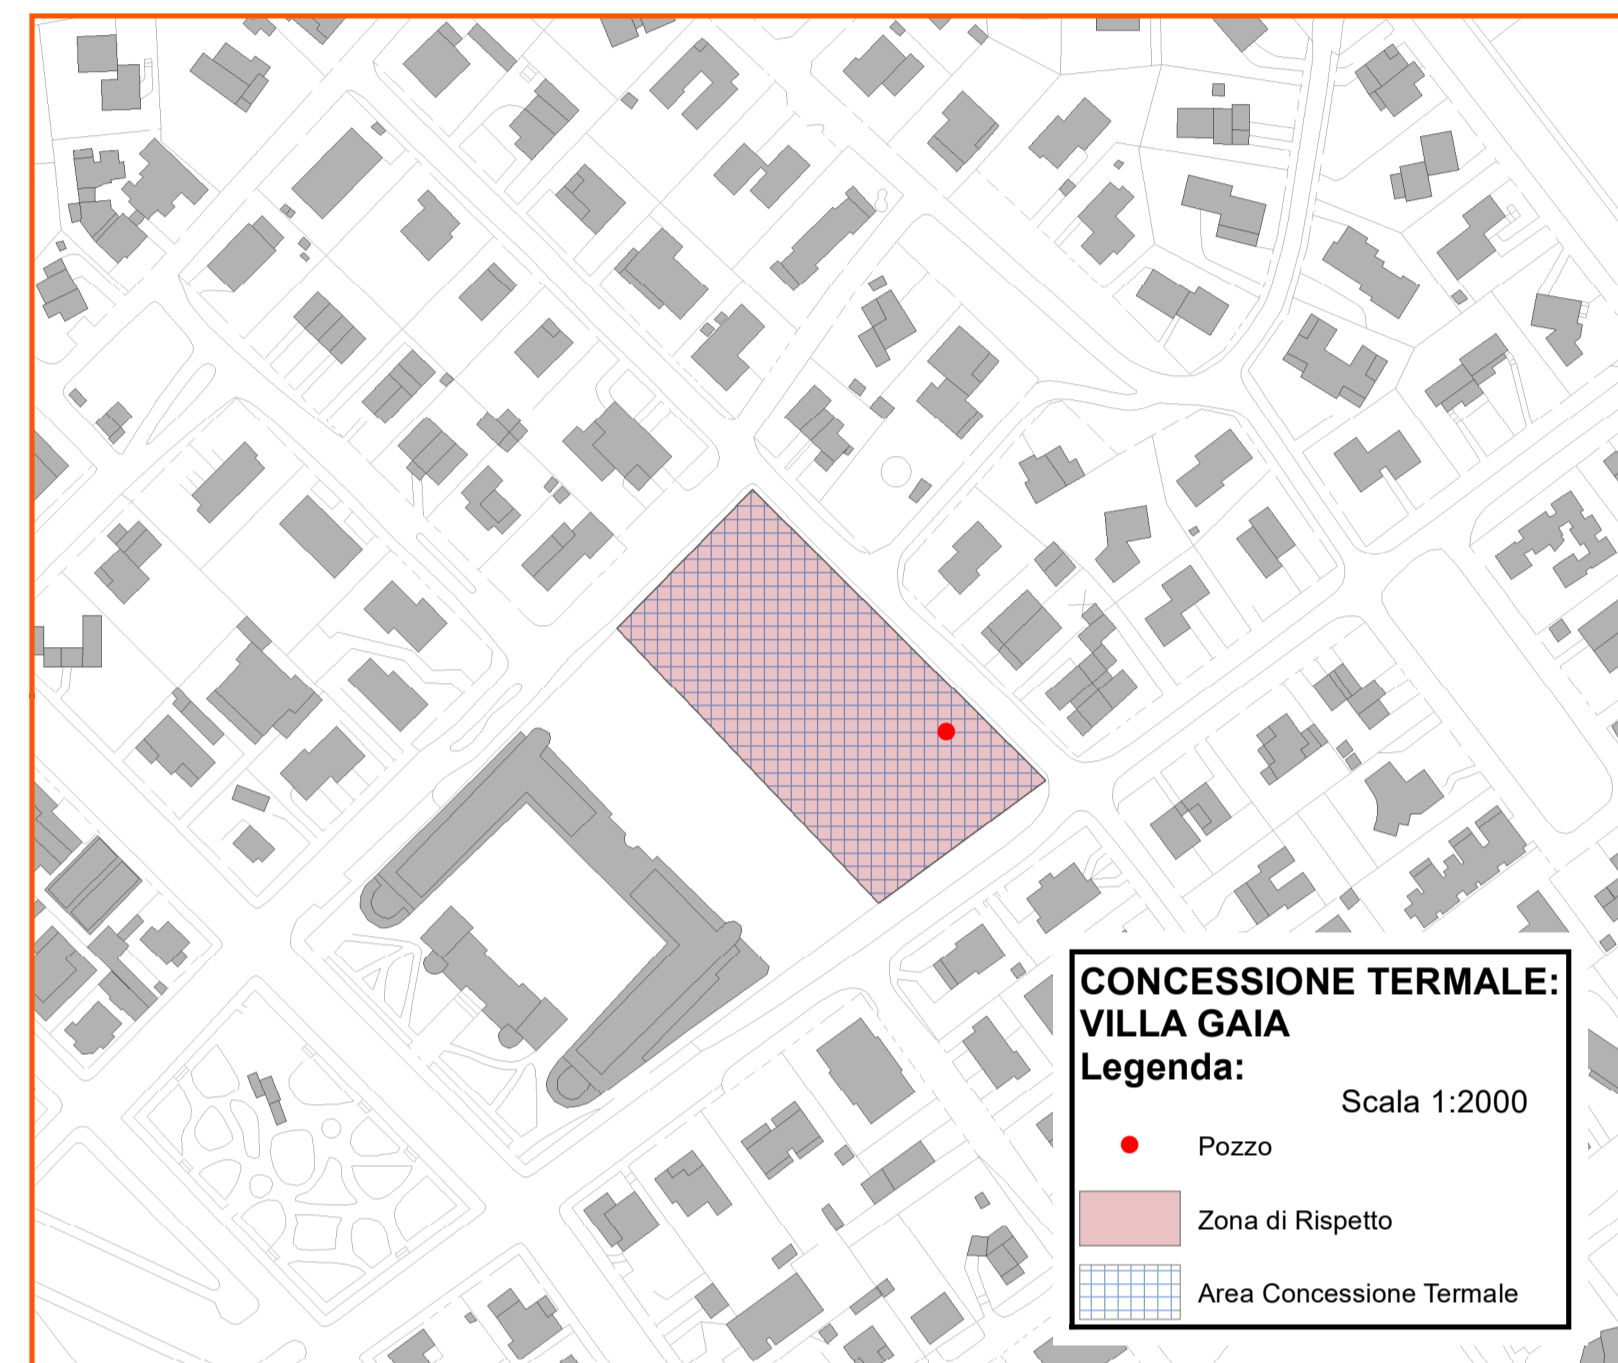 CONCESSIONE TERMALE:
VILLA GAIA
Legenda:
Scala 1:2000
Pozzo
Zona di Rispetto
Area Concessione Termale